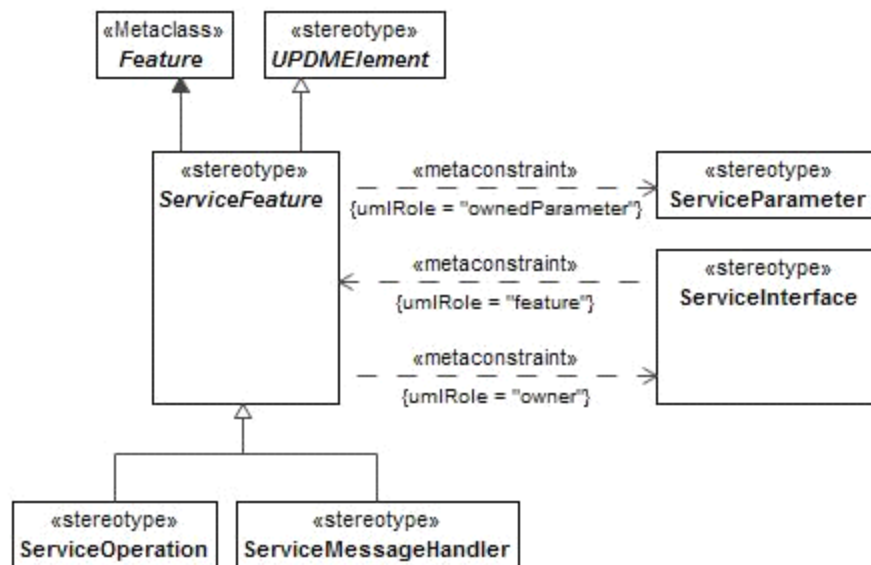 «Metaclass»
Feature
«stereotype»
UPDMElement
«stereotype»
ServiceFeature
«metaconstraint»
{umlRole = "ownedParameter"}
«stereotype»
ServiceParameter
«metaconstraint»
{umlRole = "feature"}
«stereotype»
ServiceInterface
«metaconstraint»
{umlRole = "owner"}
«stereotype»
ServiceOperation
«stereotype»
ServiceMessageHandler